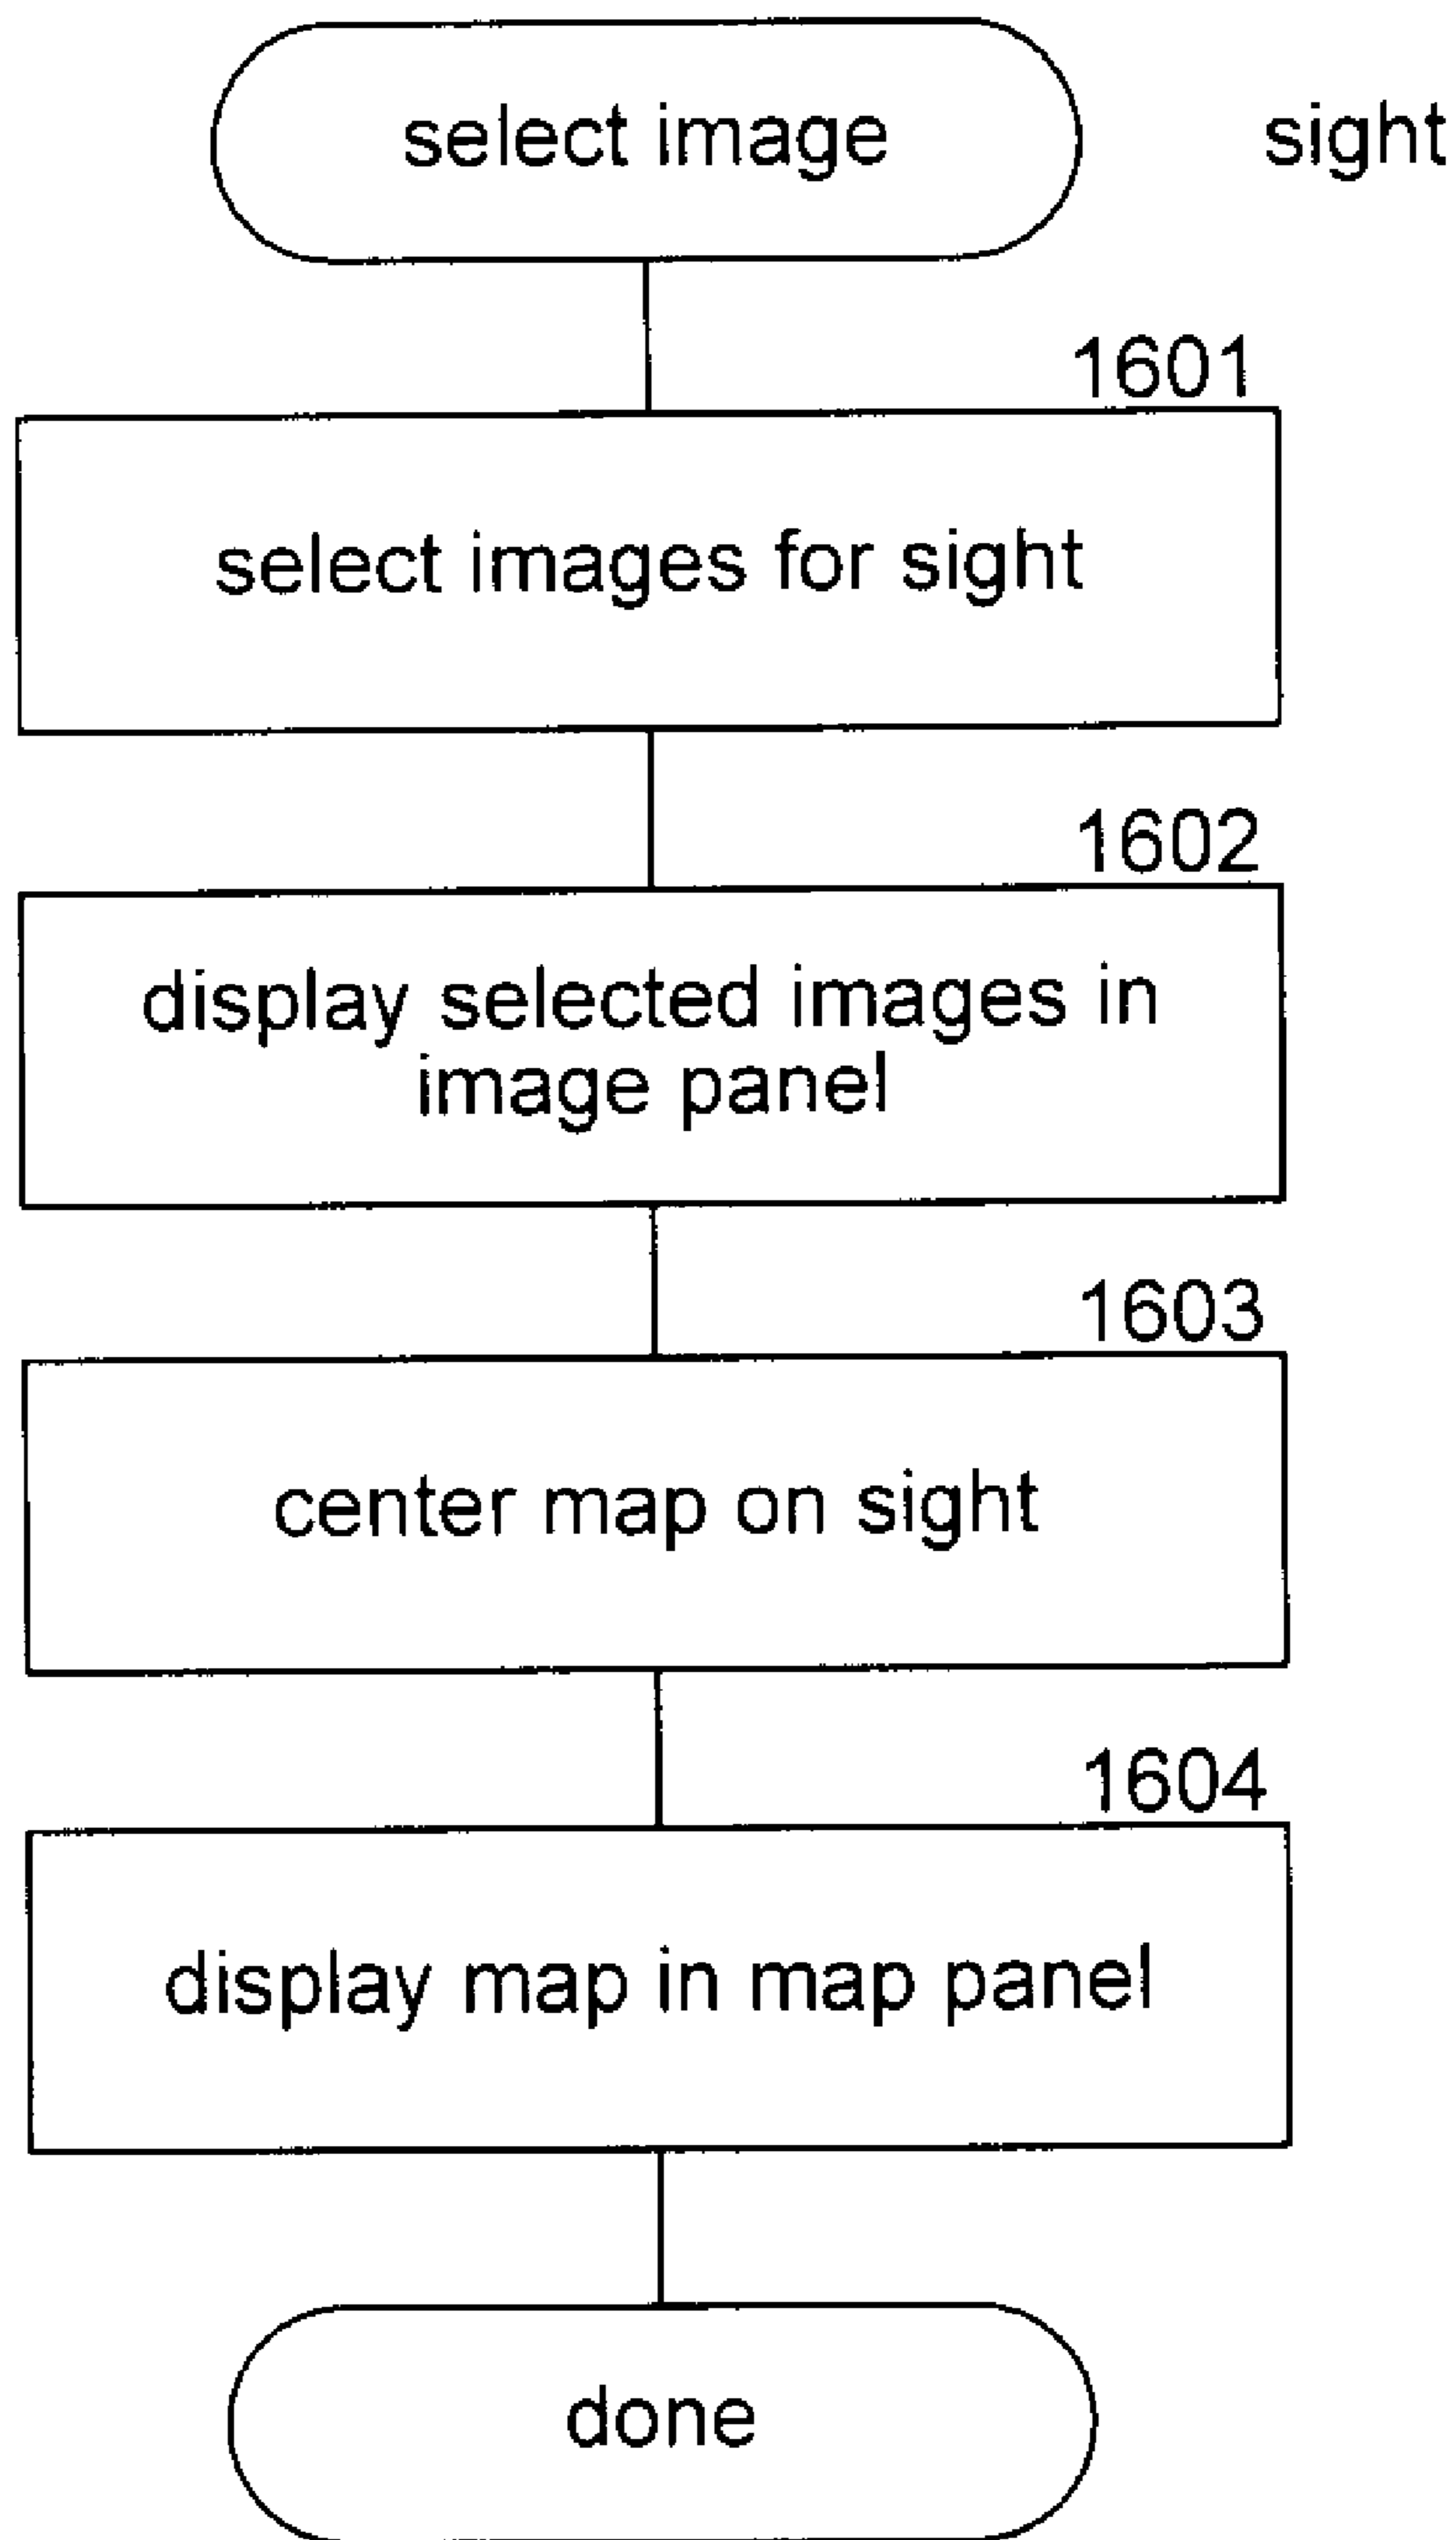 select image
sight
1601
select images for sight
1602
display selected images in
image panel
1603
center map on sight
1604
display map in map panel
done